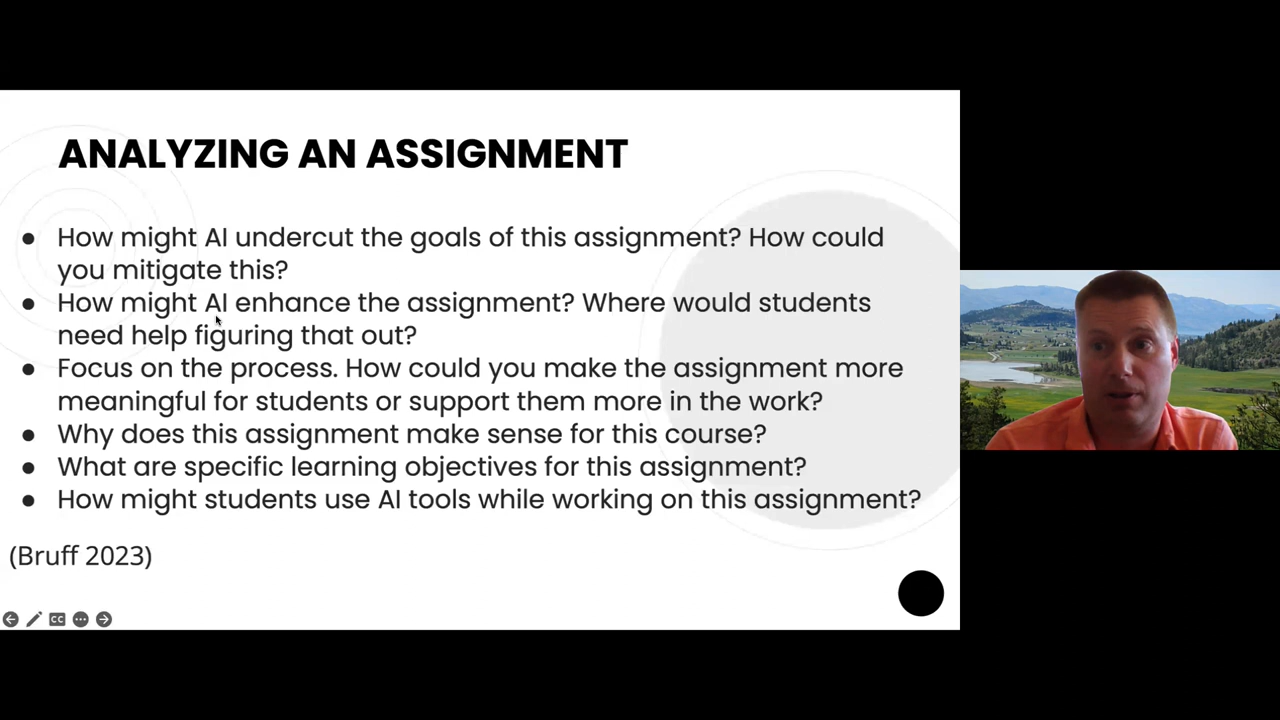 ANALYZING AN ASSIGNMENT
● How might AI undercut the goals of this assignment? How could
you mitigate this?
● How might AI enhance the assignment? Where would students
need help figuring that out?
● Focus on the process. How could you make the assignment more
meaningful for students or support them more in the work?
● Why does this assignment make sense for this course?
● What are specific learning objectives for this assignment?
● How might students use AI tools while working on this assignment?
(Bruff 2023)
CC